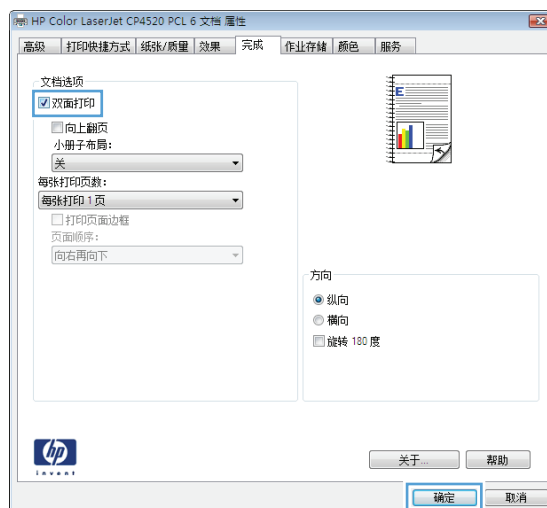 HP Color LaserJet CP4520 PCL 6 文档 属性
高级 打印快捷方式 纸张/质量 效果 完成 作业存储 颜色 服务
文档选项
双面打印
向上翻页
小册子布局:
关
每张打印页数:
每张打印 1 页
打印页面边框
页面顺序:
向右再向下
E
方向
纵向
横向
旋转 180 度
hp
invent
关于...
帮助
确定
取消